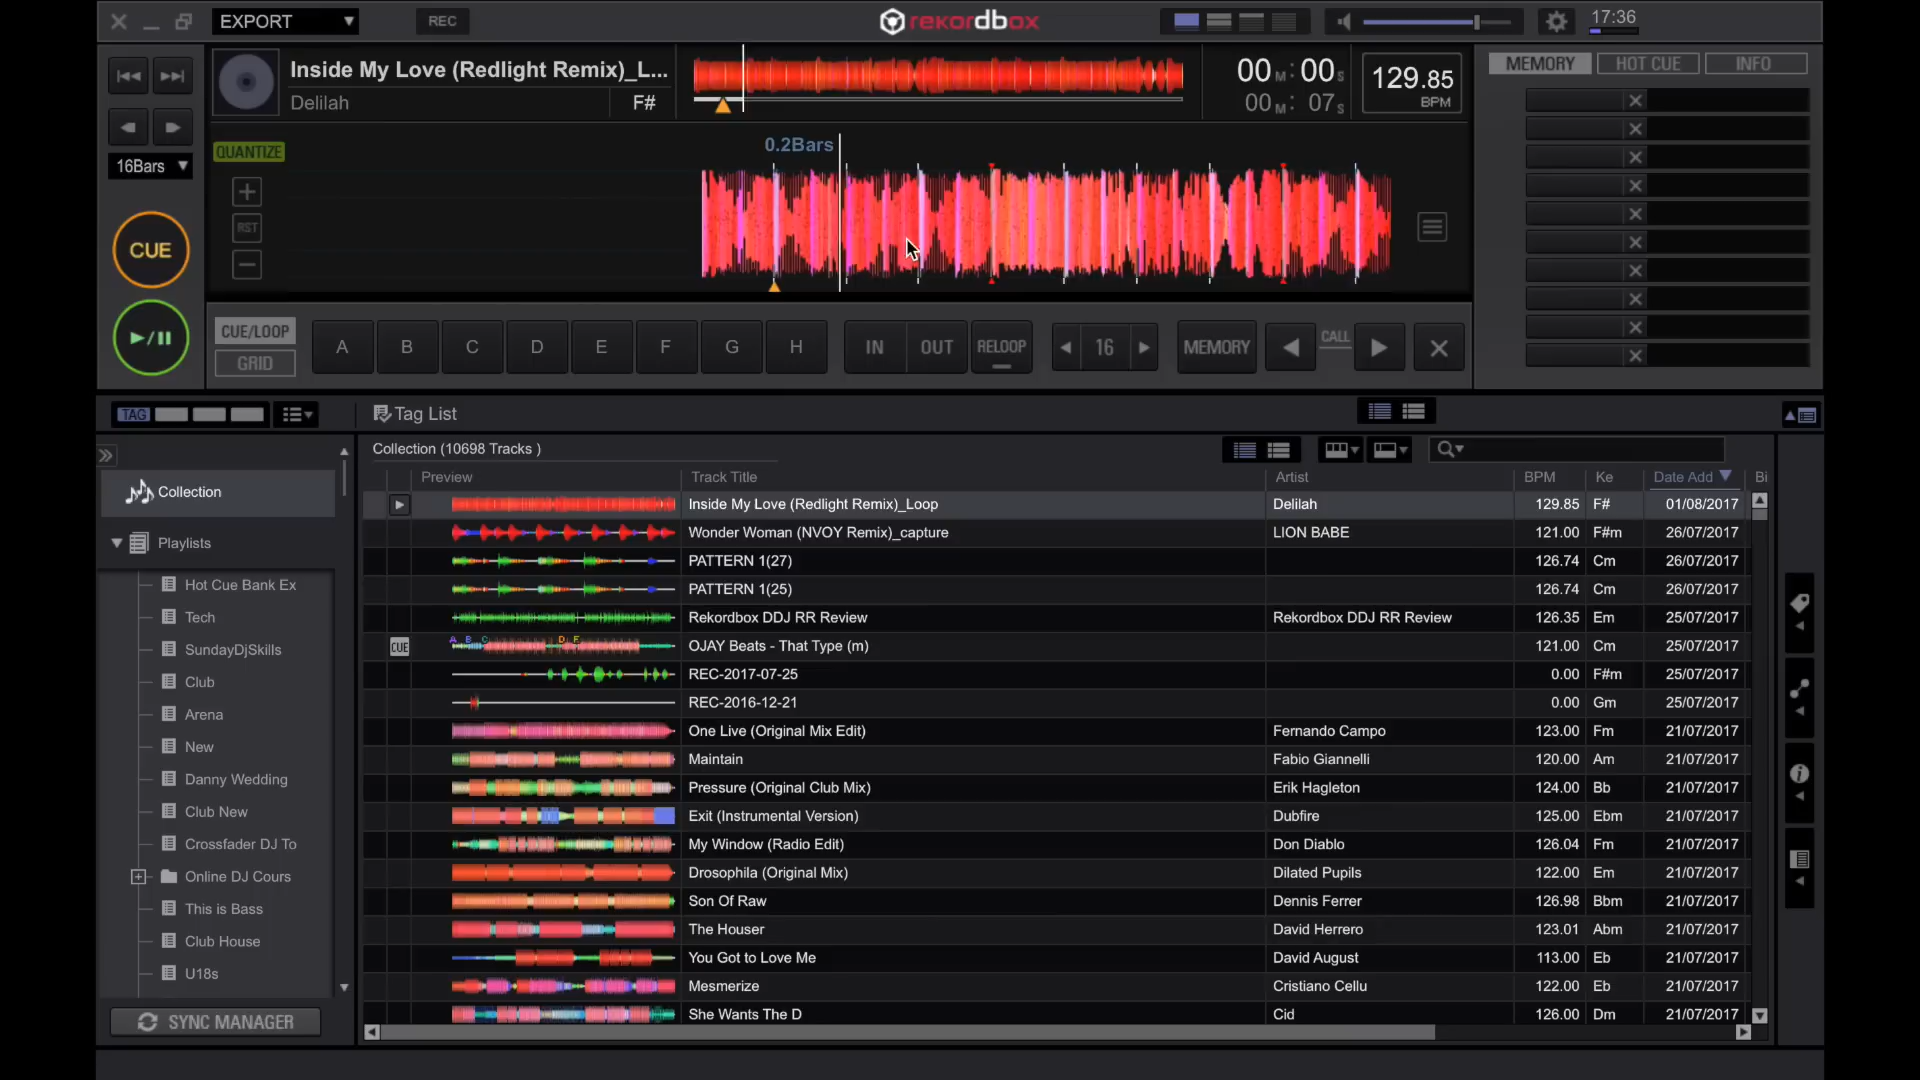 EXPORT
REC
rekordbox
17:36
Inside My Love (Redlight Remix)_L...
Delilah
F#
00M:00S
00M:07S
129.85
BPM
MEMORY
HOT CUE
INFO
QUANTIZE
0.2Bars
16Bars
RST
CUE
CUE/LOOP
GRID
A
B
C
D
E
F
G
H
IN
OUT
RELOOP
16
MEMORY
CALL
TAG
Tag List
Collection (10698 Tracks )
Collection
Playlists
Hot Cue Bank Ex
Tech
SundayDjSkills
Club
Arena
New
Danny Wedding
Club New
Crossfader DJ To
Online DJ Cours
This is Bass
Club House
U18s
SYNC MANAGER
Preview Track Title Artist BPM Ke Date Add Bi
Inside My Love (Redlight Remix)_Loop Delilah 129.85 F# 01/08/2017
Wonder Woman (NVOY Remix)_capture LION BABE 121.00 F#m 26/07/2017
PATTERN 1(27) 126.74 Cm 26/07/2017
PATTERN 1(25) 126.74 Cm 26/07/2017
Rekordbox DDJ RR Review Rekordbox DDJ RR Review 126.35 Em 25/07/2017
CUE A B C D F OJAY Beats - That Type (m) 121.00 Cm 25/07/2017
REC-2017-07-25 0.00 F#m 25/07/2017
REC-2016-12-21 0.00 Gm 25/07/2017
One Live (Original Mix Edit) Fernando Campo 123.00 Fm 21/07/2017
Maintain Fabio Giannelli 120.00 Am 21/07/2017
Pressure (Original Club Mix) Erik Hagleton 124.00 Bb 21/07/2017
Exit (Instrumental Version) Dubfire 125.00 Ebm 21/07/2017
My Window (Radio Edit) Don Diablo 126.04 Fm 21/07/2017
Drosophila (Original Mix) Dilated Pupils 122.00 Em 21/07/2017
Son Of Raw Dennis Ferrer 126.98 Bbm 21/07/2017
The Houser David Herrero 123.01 Abm 21/07/2017
You Got to Love Me David August 113.00 Eb 21/07/2017
Mesmerize Cristiano Cellu 122.00 Eb 21/07/2017
She Wants The D Cid 126.00 Dm 21/07/2017